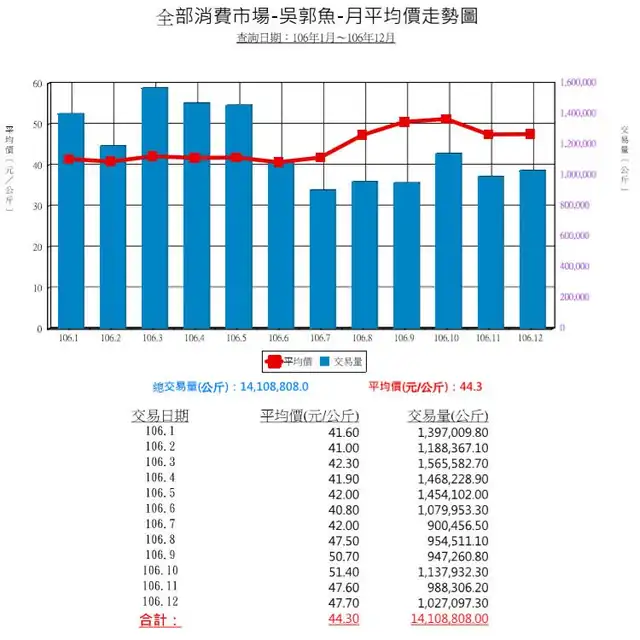 全部消費市場-吳郭魚-月平均價走勢圖
查詢日期：106年1月～106年12月
平均價（元／公斤）
交易量（公斤）
60
50
40
30
20
10
0
1,600,000
1,400,000
1,200,000
1,000,000
800,000
600,000
400,000
200,000
0
106.1 106.2 106.3 106.4 106.5 106.6 106.7 106.8 106.9 106.10 106.11 106.12
平均價 交易量
總交易量(公斤)：14,108,808.0 平均價(元/公斤)：44.3
交易日期 平均價(元/公斤) 交易量(公斤)
106.1 41.60 1,397,009.80
106.2 41.00 1,188,367.10
106.3 42.30 1,565,582.70
106.4 41.90 1,468,228.90
106.5 42.00 1,454,102.00
106.6 40.80 1,079,953.30
106.7 42.00 900,456.50
106.8 47.50 954,511.10
106.9 50.70 947,260.80
106.10 51.40 1,137,932.30
106.11 47.60 988,306.20
106.12 47.70 1,027,097.30
合計： 44.30 14,108,808.00